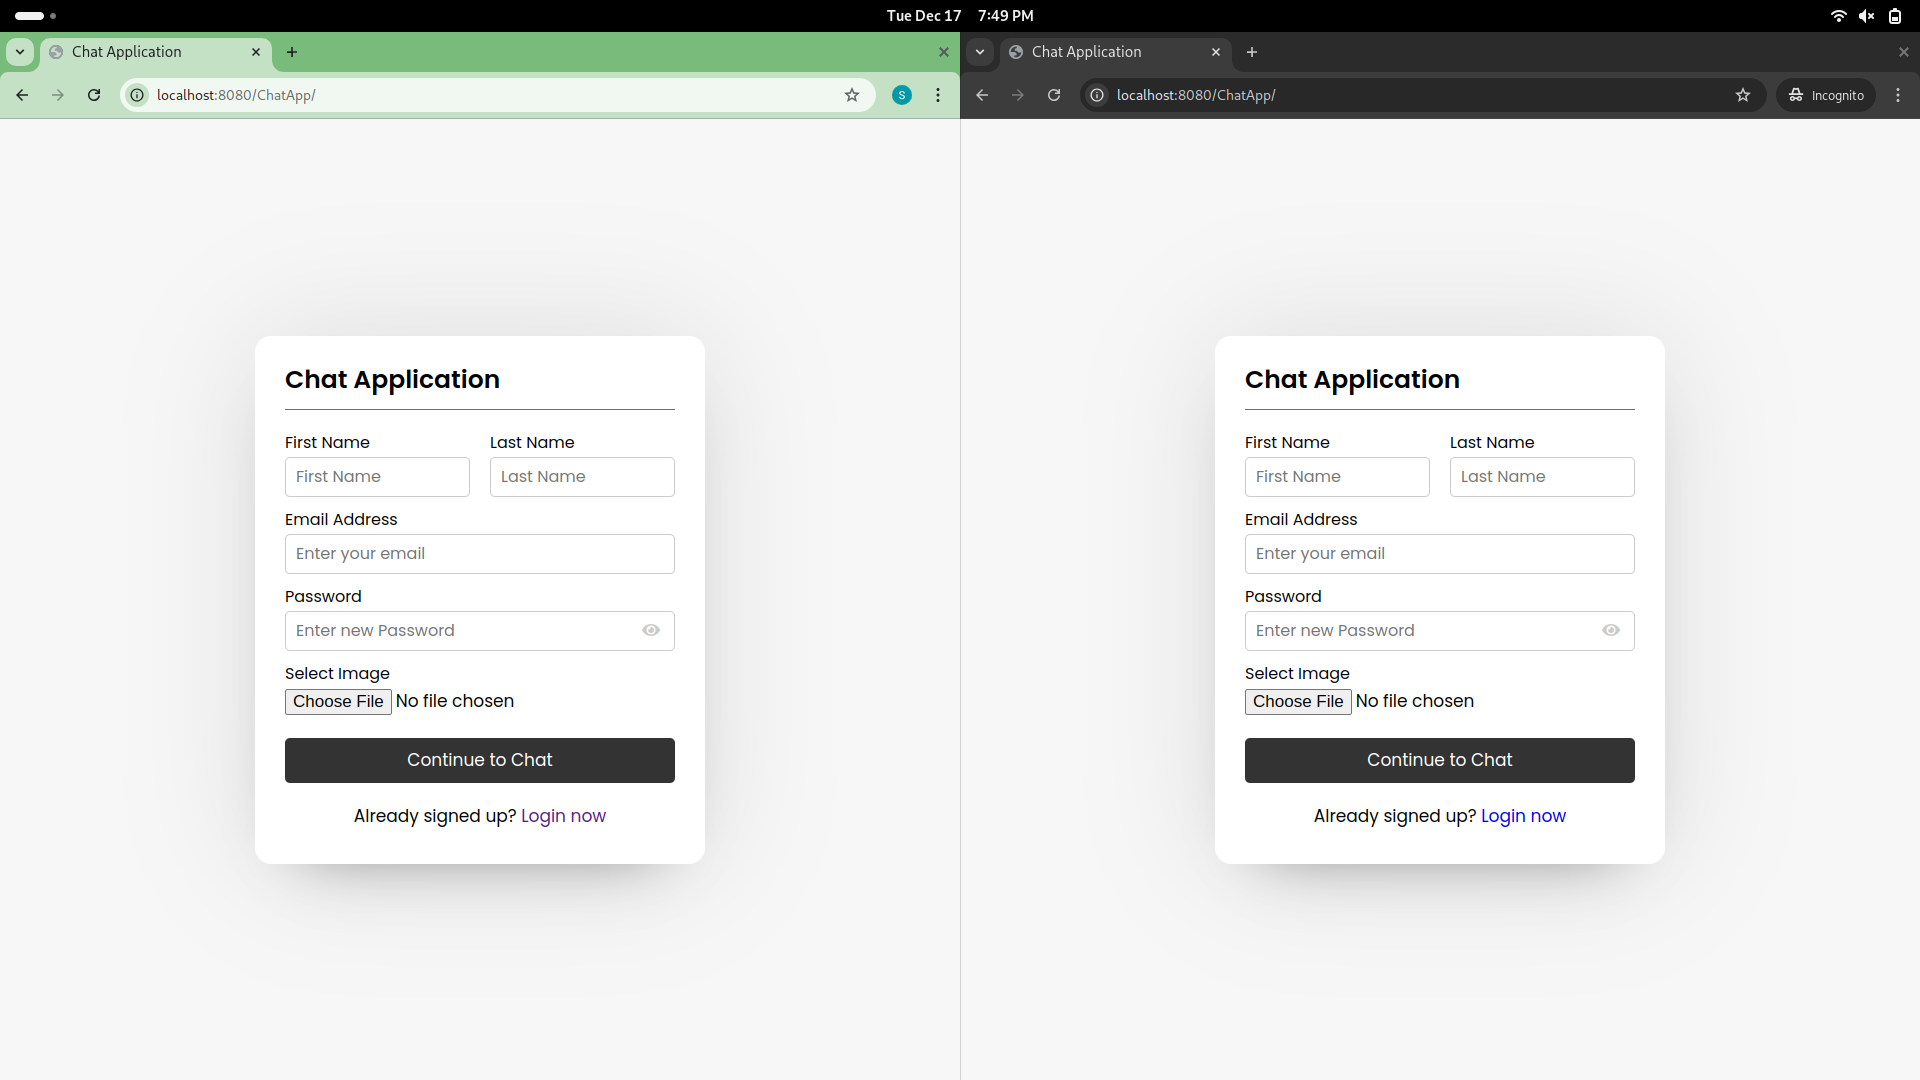 Tue Dec 17 7:49 PM
Chat Application
localhost:8080/ChatApp/
S
Chat Application
First Name
Last Name
First Name
Last Name
Email Address
Enter your email
Password
Enter new Password
Select Image
Choose File No file chosen
Continue to Chat
Already signed up? Login now
Chat Application
localhost:8080/ChatApp/
Incognito
Chat Application
First Name
Last Name
First Name
Last Name
Email Address
Enter your email
Password
Enter new Password
Select Image
Choose File No file chosen
Continue to Chat
Already signed up? Login now